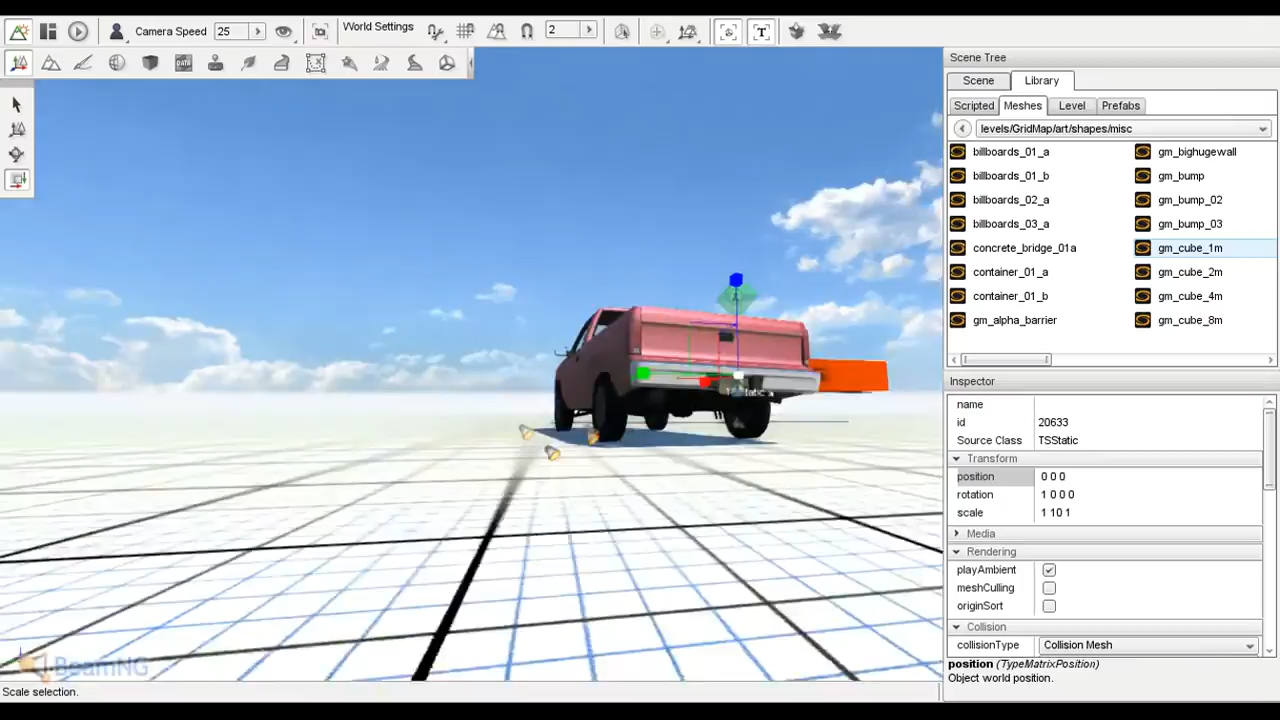 Camera Speed 25 World Settings 2
DATA T
Scene Tree
Scene Library
Scripted Meshes Level Prefabs
levels/GridMap/art/shapes/misc
billboards_01_a gm_bighugewall
billboards_01_b gm_bump
billboards_02_a gm_bump_02
billboards_03_a gm_bump_03
concrete_bridge_01a gm_cube_1m
container_01_a gm_cube_2m
container_01_b gm_cube_4m
gm_alpha_barrier gm_cube_8m
Inspector
name
id 20633
Source Class TSStatic
Transform
position 0 0 0
rotation 1 0 0 0
scale 1 10 1
Media
Rendering
playAmbient
meshCulling
originSort
Collision
collisionType Collision Mesh
position (TypeMatrixPosition)
Object world position.
BeamNG
Scale selection.